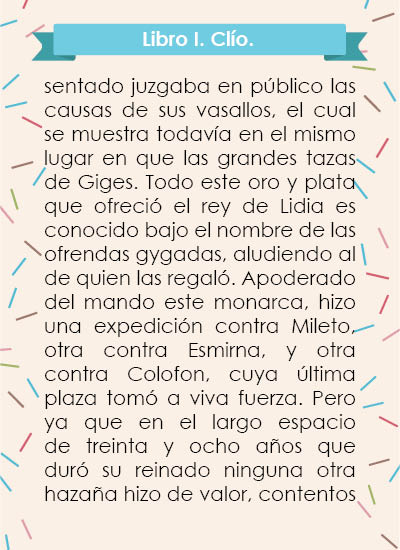 Libro I. Clío.
sentado juzgaba en público las
causas de sus vasallos, el cual
se muestra todavía en el mismo
lugar en que las grandes tazas
de Giges. Todo este oro y plata
que ofreció el rey de Lidia es
conocido bajo el nombre de las
ofrendas gygadas, aludiendo al
de quien las regaló. Apoderado
del mando este monarca, hizo
una expedición contra Mileto,
otra contra Esmirna, y otra
contra Colofon, cuya última
plaza tomó a viva fuerza. Pero
ya que en el largo espacio
de treinta y ocho años que
duró su reinado ninguna otra
hazaña hizo de valor, contentos